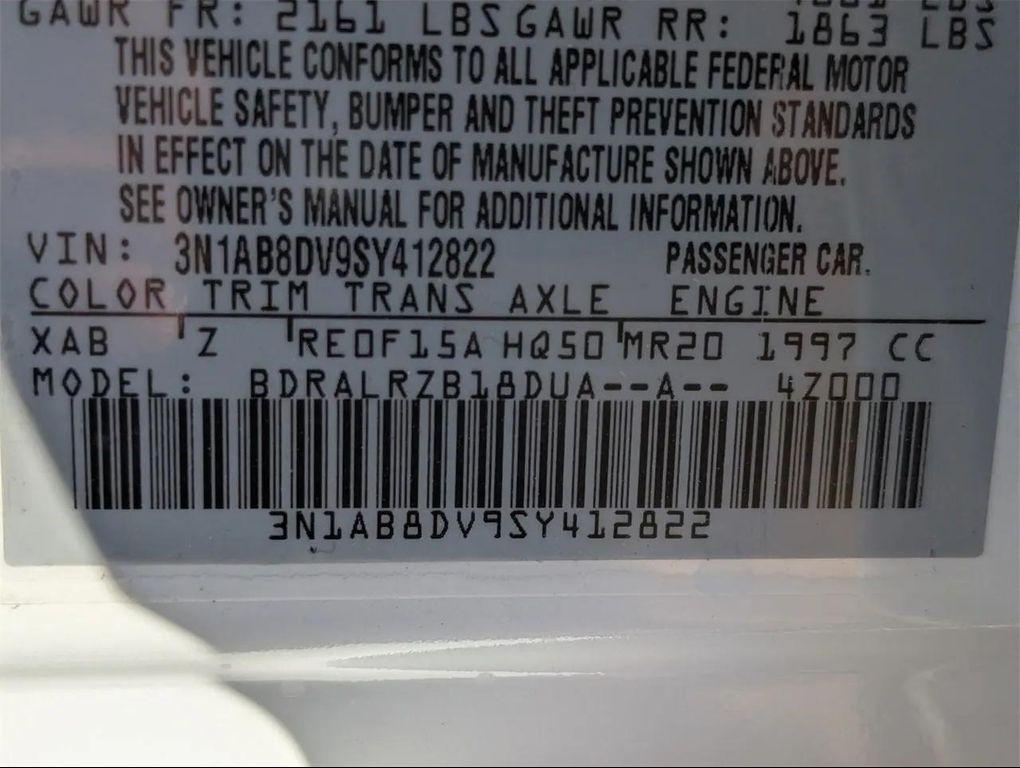 GAWR FR: 2161 LBS GAWR RR: 1863 LBS
THIS VEHICLE CONFORMS TO ALL APPLICABLE FEDERAL MOTOR
VEHICLE SAFETY, BUMPER AND THEFT PREVENTION STANDARDS
IN EFFECT ON THE DATE OF MANUFACTURE SHOWN ABOVE.
SEE OWNER'S MANUAL FOR ADDITIONAL INFORMATION.
VIN: 3N1AB8DV9SY412822 PASSENGER CAR.
COLOR TRIM TRANS AXLE ENGINE
XAB Z RE0F15A HQ50 MR20 1997 CC
MODEL: BDRALRZB18DUA--A-- 4Z000
3N1AB8DV9SY412822